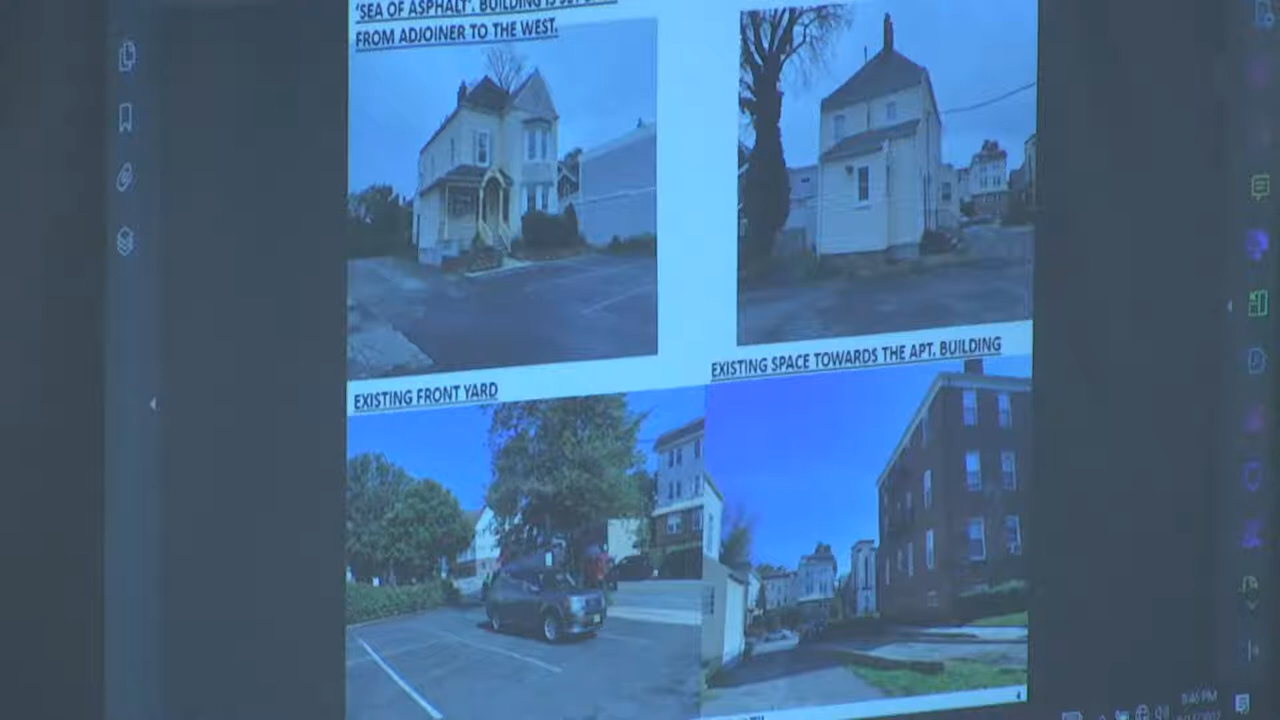 'SEA OF ASPHALT'. BUILDING IS
FROM ADJOINER TO THE WEST.
EXISTING SPACE TOWARDS THE APT. BUILDING
EXISTING FRONT YARD